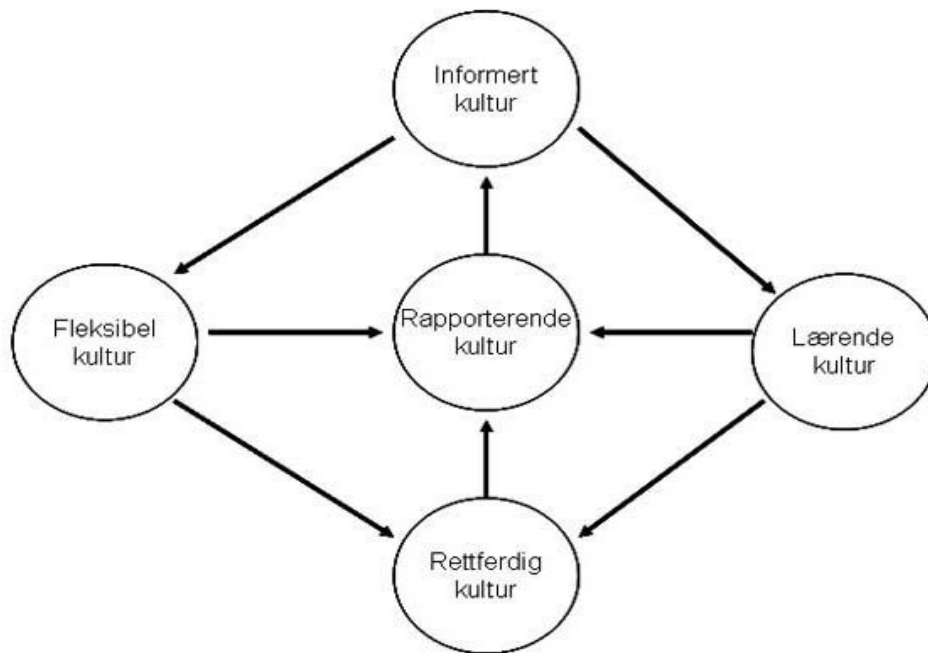 Informert
kultur
Fleksibel
kultur
Rapporterende
kultur
Lærende
kultur
Rettferdig
kultur